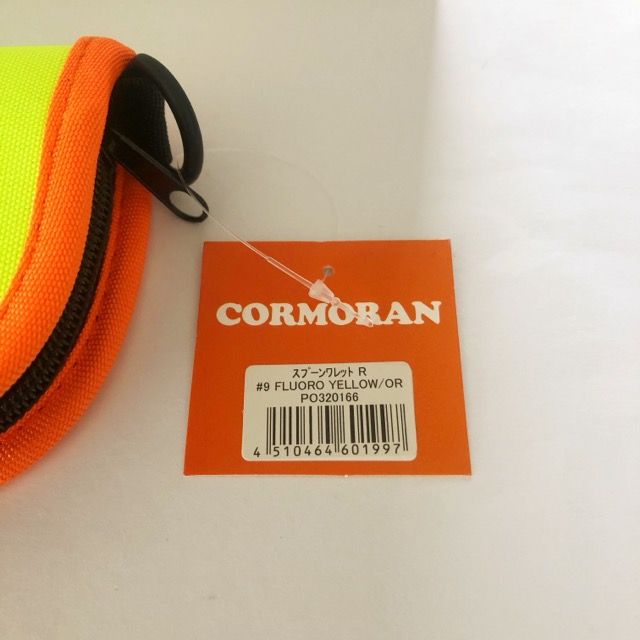 CORMORAN
ｽﾌﾟｰﾝﾜﾚｯﾄ R
#9 FLUORO YELLOW/OR
PO320166
4 510464 601997